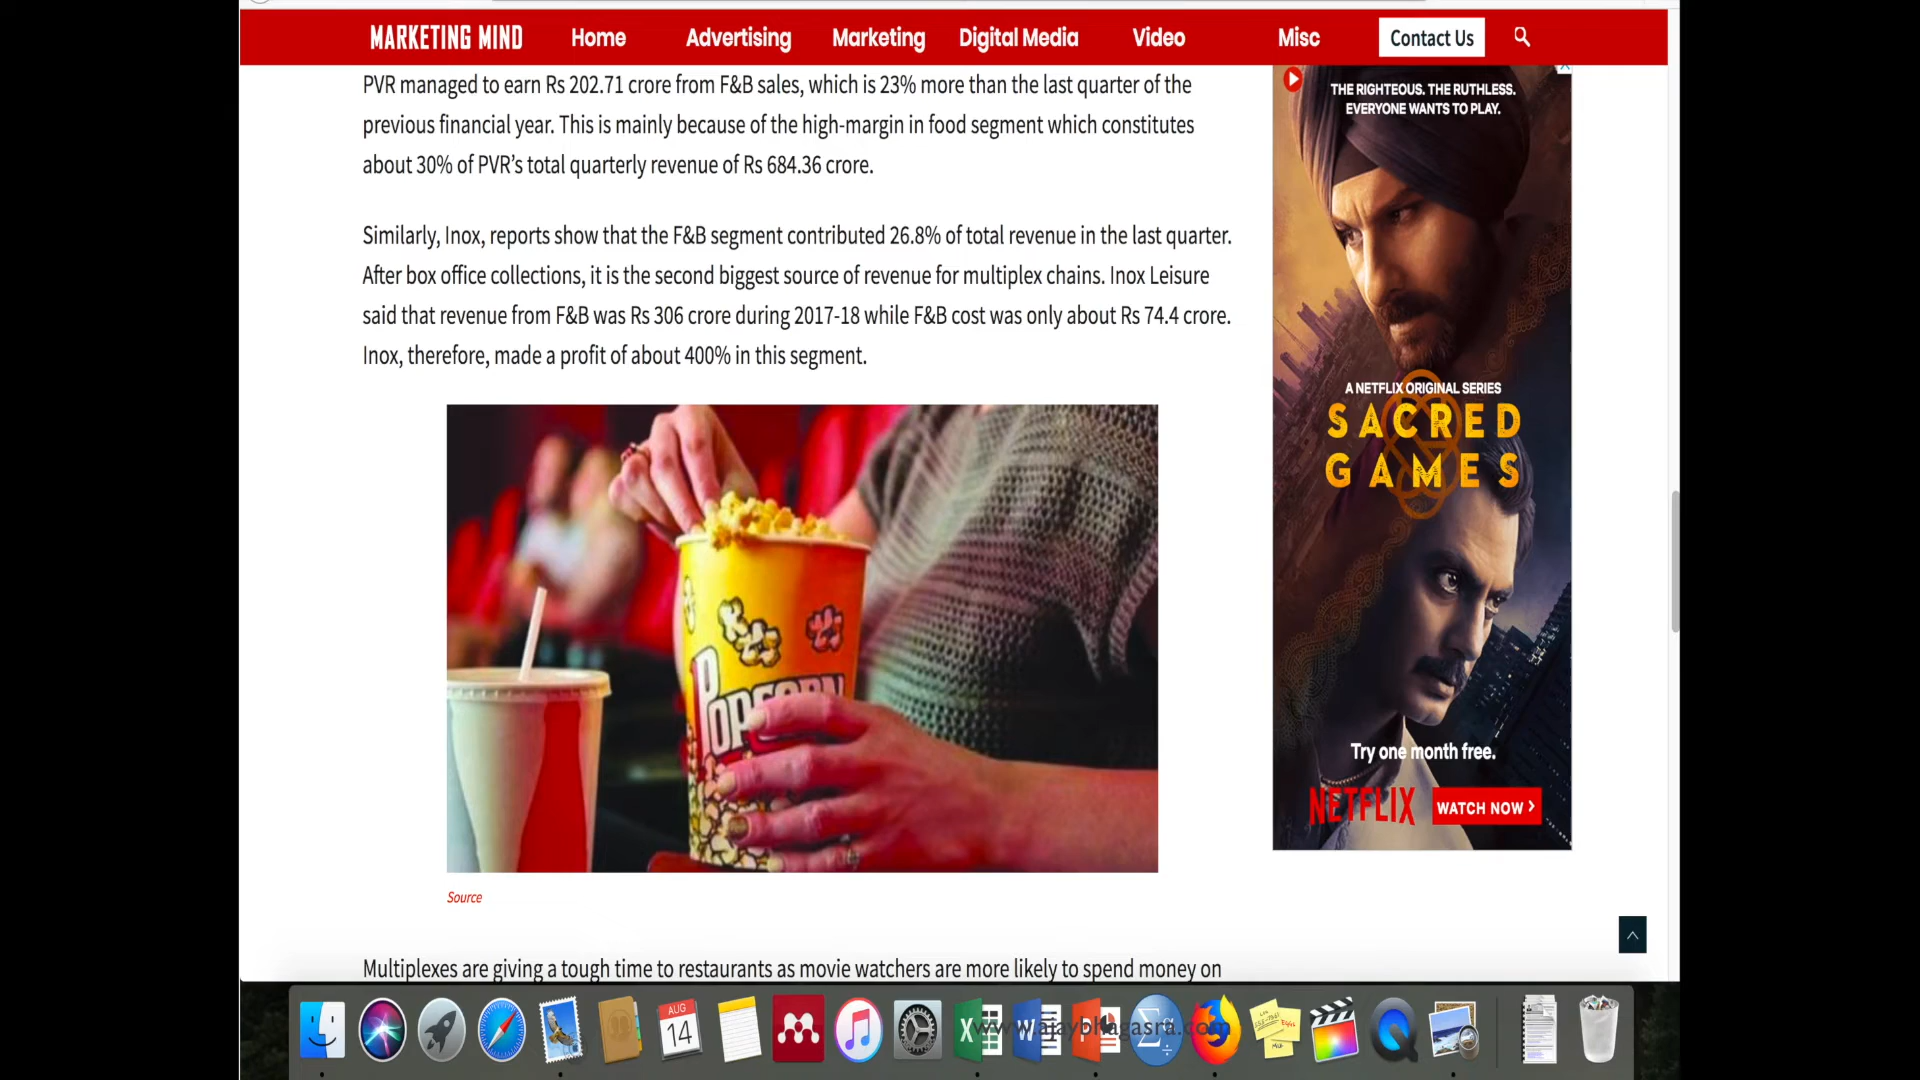 MARKETING MIND
Home
Advertising
Marketing
Digital Media
Video
Misc
Contact Us
PVR managed to earn Rs 202.71 crore from F&B sales, which is 23% more than the last quarter of the
previous financial year. This is mainly because of the high-margin in food segment which constitutes
about 30% of PVR’s total quarterly revenue of Rs 684.36 crore.
Similarly, Inox, reports show that the F&B segment contributed 26.8% of total revenue in the last quarter.
After box office collections, it is the second biggest source of revenue for multiplex chains. Inox Leisure
said that revenue from F&B was Rs 306 crore during 2017-18 while F&B cost was only about Rs 74.4 crore.
Inox, therefore, made a profit of about 400% in this segment.
POPCORN
Source
Multiplexes are giving a tough time to restaurants as movie watchers are more likely to spend money on
THE RIGHTEOUS. THE RUTHLESS.
EVERYONE WANTS TO PLAY.
A NETFLIX ORIGINAL SERIES
SACRED
GAMES
Try one month free.
NETFLIX
WATCH NOW >
AUG
14
X
W
P
www.ajaybhagasra.com